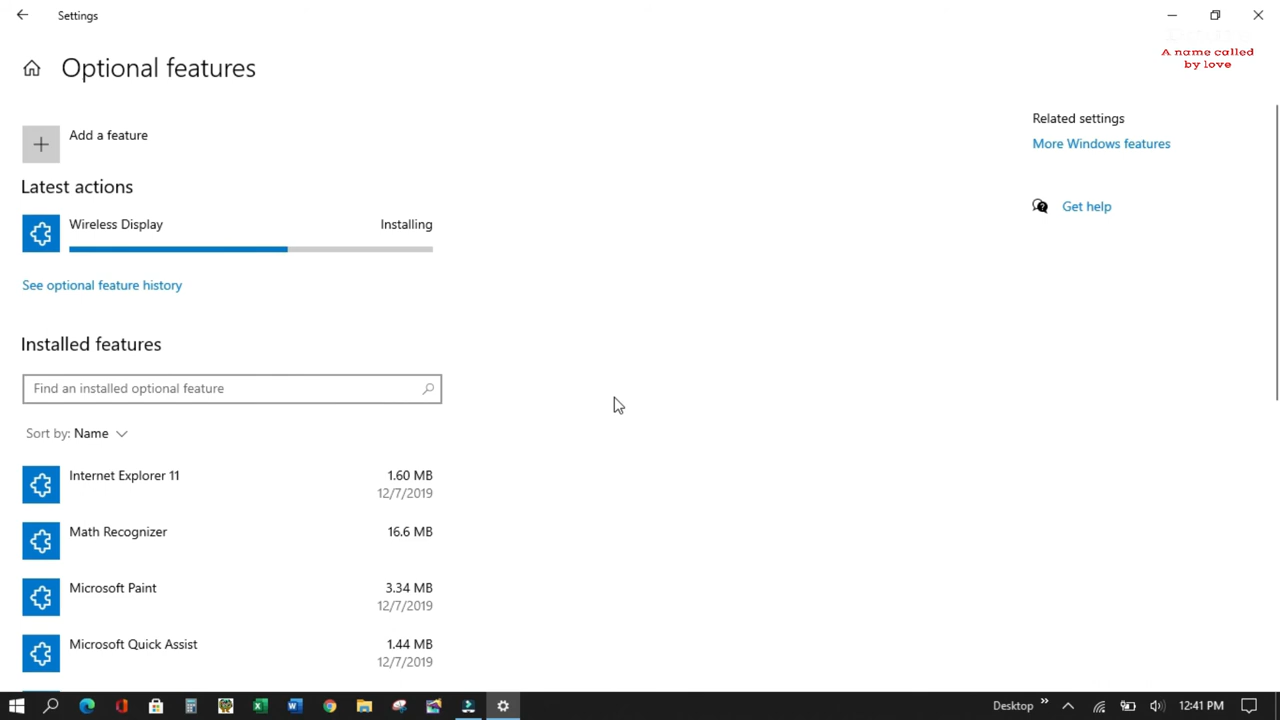 Settings
A name called
by love
Optional features
Add a feature
Related settings
More Windows features
Latest actions
Wireless Display
Installing
Get help
See optional feature history
Installed features
Find an installed optional feature
Sort by: Name
Internet Explorer 11
1.60 MB
12/7/2019
Math Recognizer
16.6 MB
Microsoft Paint
3.34 MB
12/7/2019
Microsoft Quick Assist
1.44 MB
12/7/2019
Desktop
12:41 PM